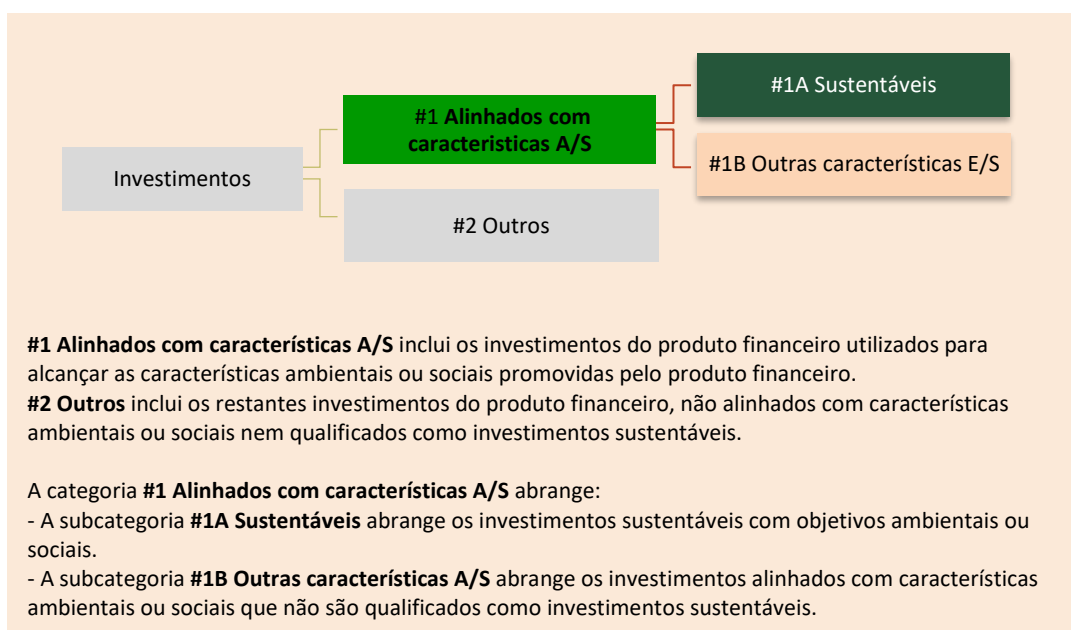 #1A Sustentáveis
#1 Alinhados com
caracteristicas A/S
#1B Outras características E/S
Investimentos
#2 Outros
#1 Alinhados com características A/S inclui os investimentos do produto financeiro utilizados para
alcançar as características ambientais ou sociais promovidas pelo produto financeiro.
#2 Outros inclui os restantes investimentos do produto financeiro, não alinhados com características
ambientais ou sociais nem qualificados como investimentos sustentáveis.
A categoria #1 Alinhados com características A/S abrange:
- A subcategoria #1A Sustentáveis abrange os investimentos sustentáveis com objetivos ambientais ou
sociais.
- A subcategoria #1B Outras características A/S abrange os investimentos alinhados com características
ambientais ou sociais que não são qualificados como investimentos sustentáveis.